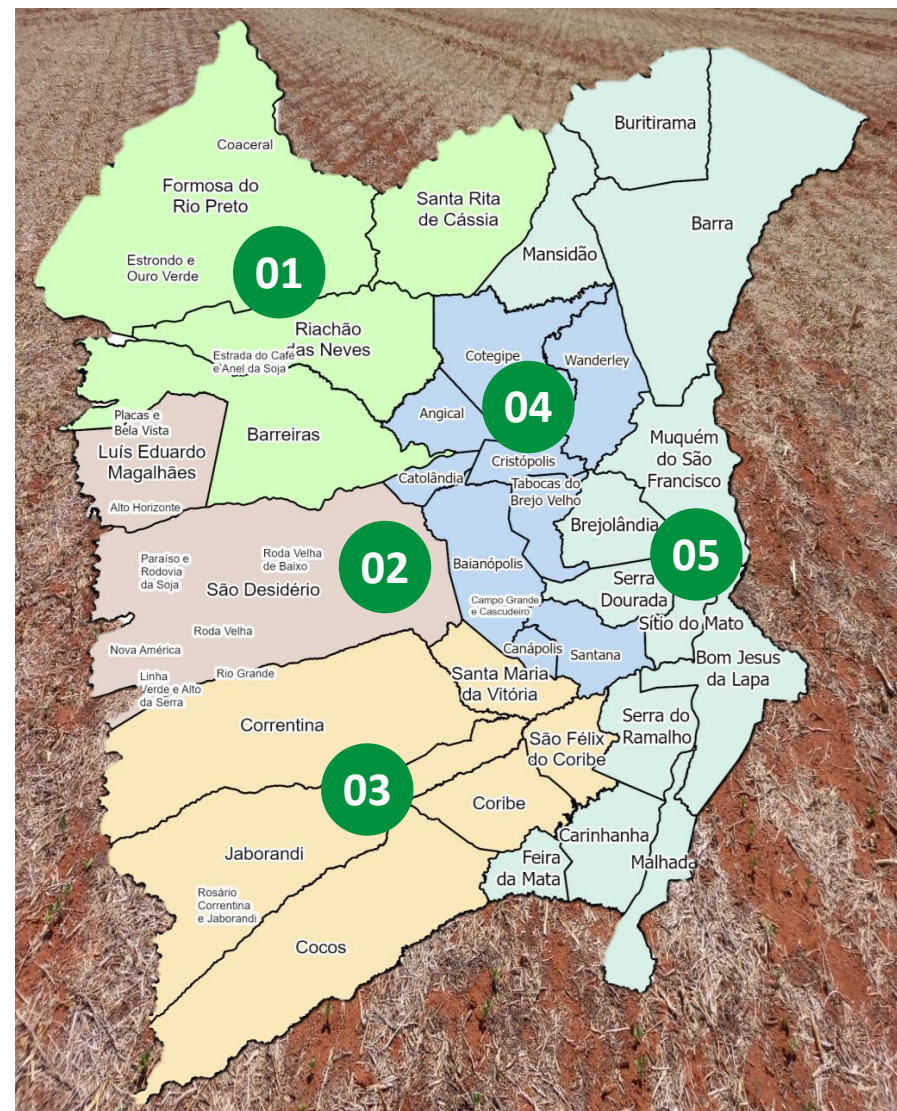 Buritirama
Coaceral
Formosa do
Rio Preto
Santa Rita
de Cássia
Barra
Mansidão
Estrondo e
Ouro Verde
01
Riachão
das Neves
Estrada do Café
e Anel da Soja
Cotegipe
Wanderley
04
Angical
Placas e
Bela Vista
Barreiras
Luís Eduardo
Magalhães
Muquém
do São
Francisco
Cristópolis
Catolândia
Tabocas do
Brejo Velho
Alto Horizonte
Brejolândia
05
Paraíso e
Rodovia
da Soja
Roda Velha
de Baixo
02
São Desidério
Baianópolis
Serra
Dourada
Campo Grande
e Cascudeiro
Sítio do Mato
Roda Velha
Nova América
Canápolis
Santana
Bom Jesus
da Lapa
Linha
Verde e Alto
da Serra
Rio Grande
Santa Maria
da Vitória
Correntina
Serra do
Ramalho
São Félix
do Coribe
03
Coribe
Carinhanha
Jaborandi
Feira
da Mata
Malhada
Rosário
Correntina
e Jaborandi
Cocos